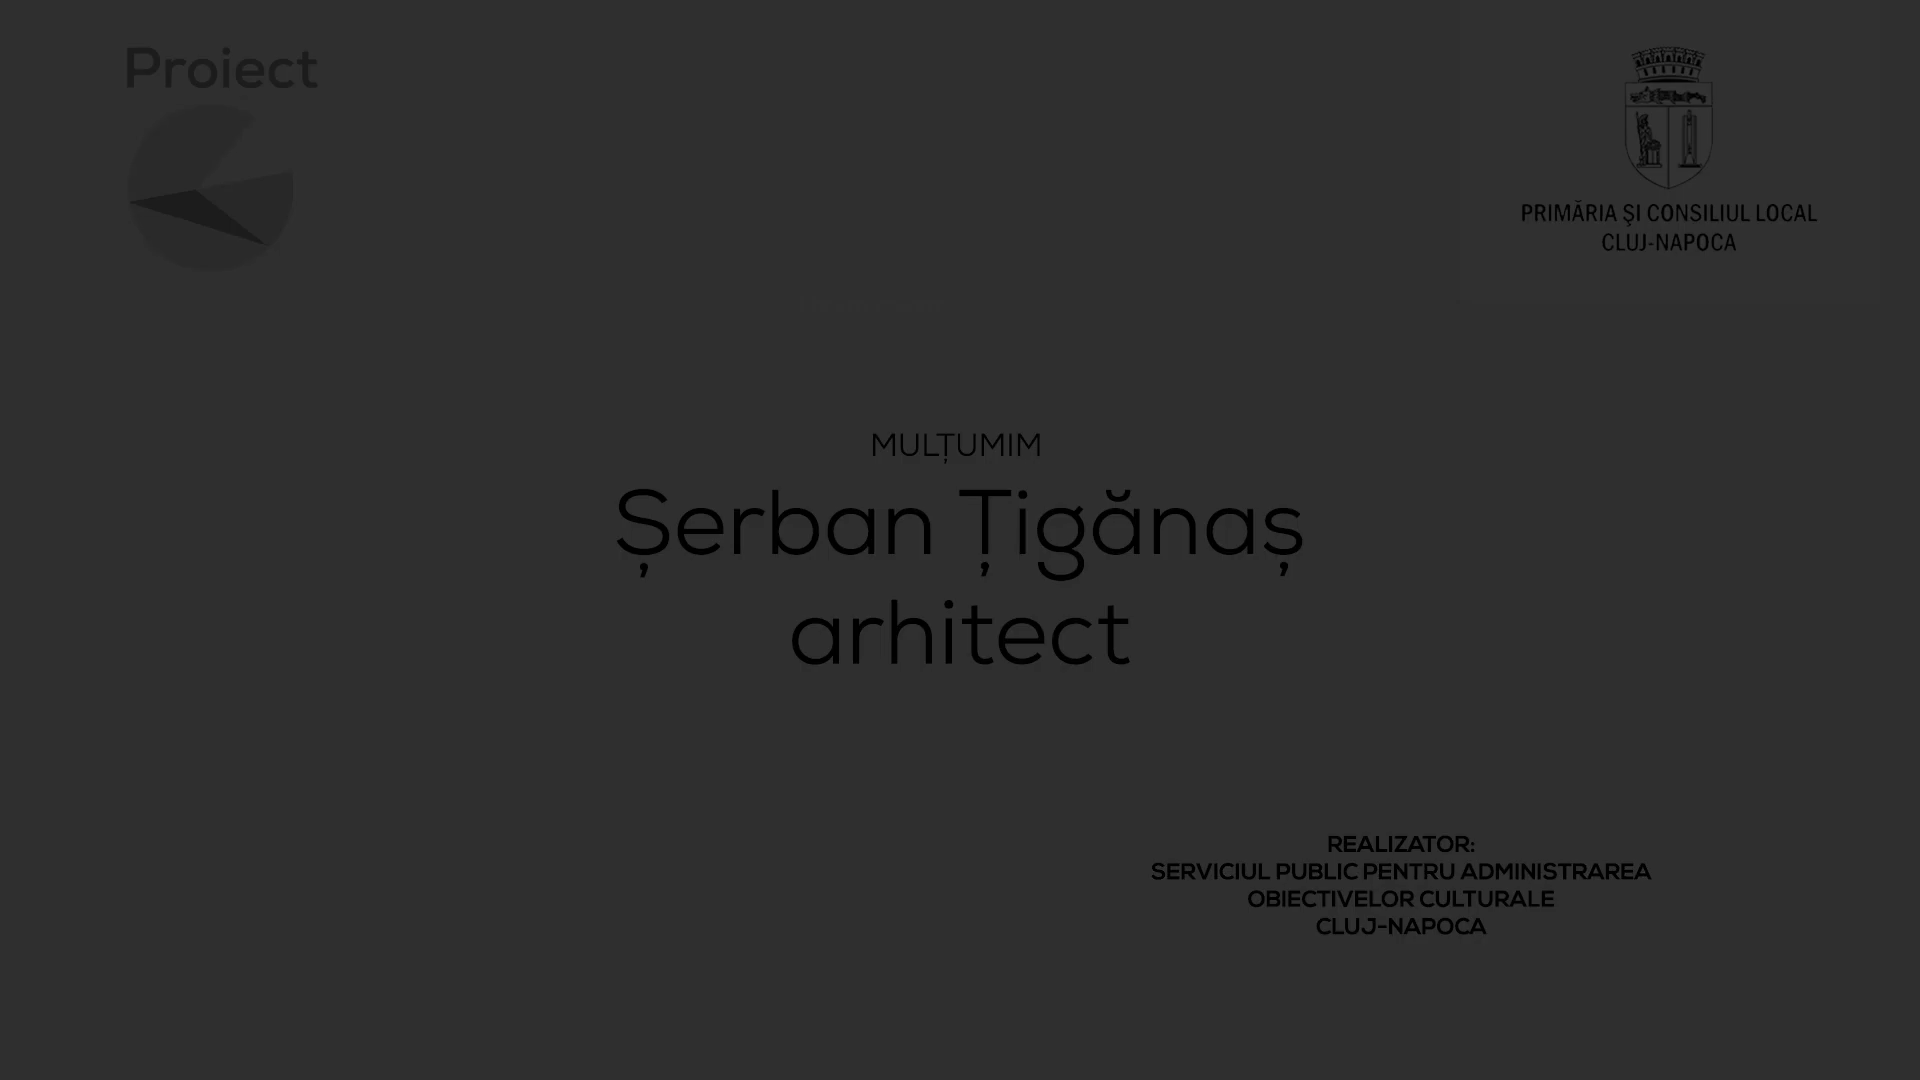 Proiect
PRIMĂRIA ŞI CONSILIUL LOCAL
CLUJ-NAPOCA
MULȚUMIM
Șerban Țigănaș
arhitect
REALIZATOR:
SERVICIUL PUBLIC PENTRU ADMINISTRAREA
OBIECTIVELOR CULTURALE
CLUJ-NAPOCA